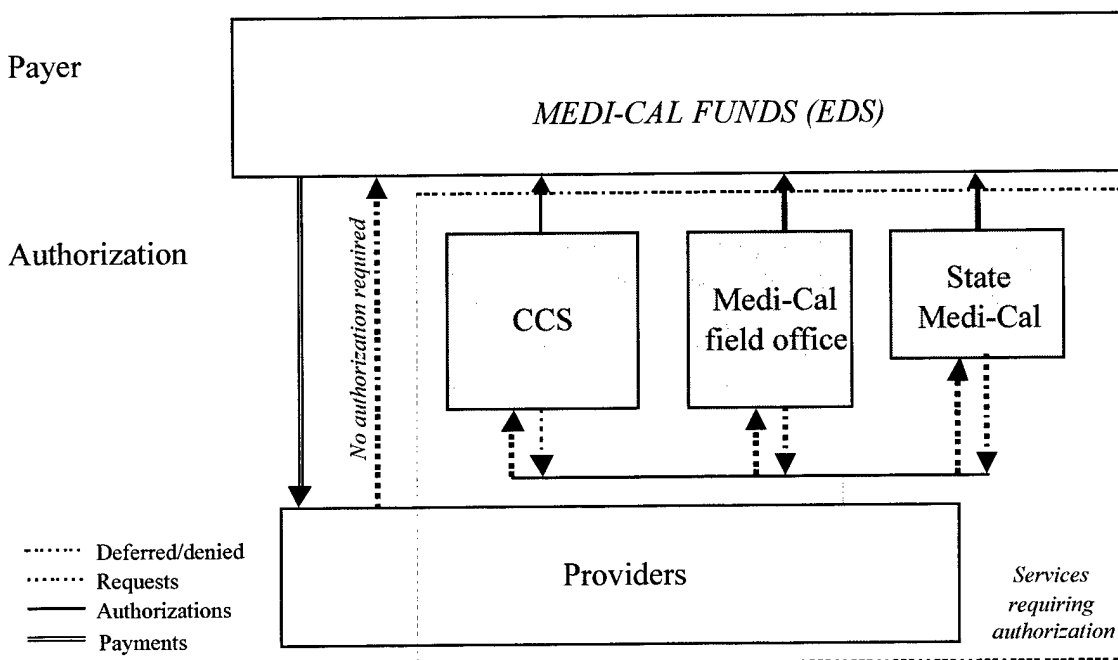 Payer
MEDI-CAL FUNDS (EDS)
Authorization
No authorization required
CCS
Medi-Cal
field office
State
Medi-Cal
Deferred/denied
Requests
Authorizations
Payments
Providers
Services
requiring
authorization